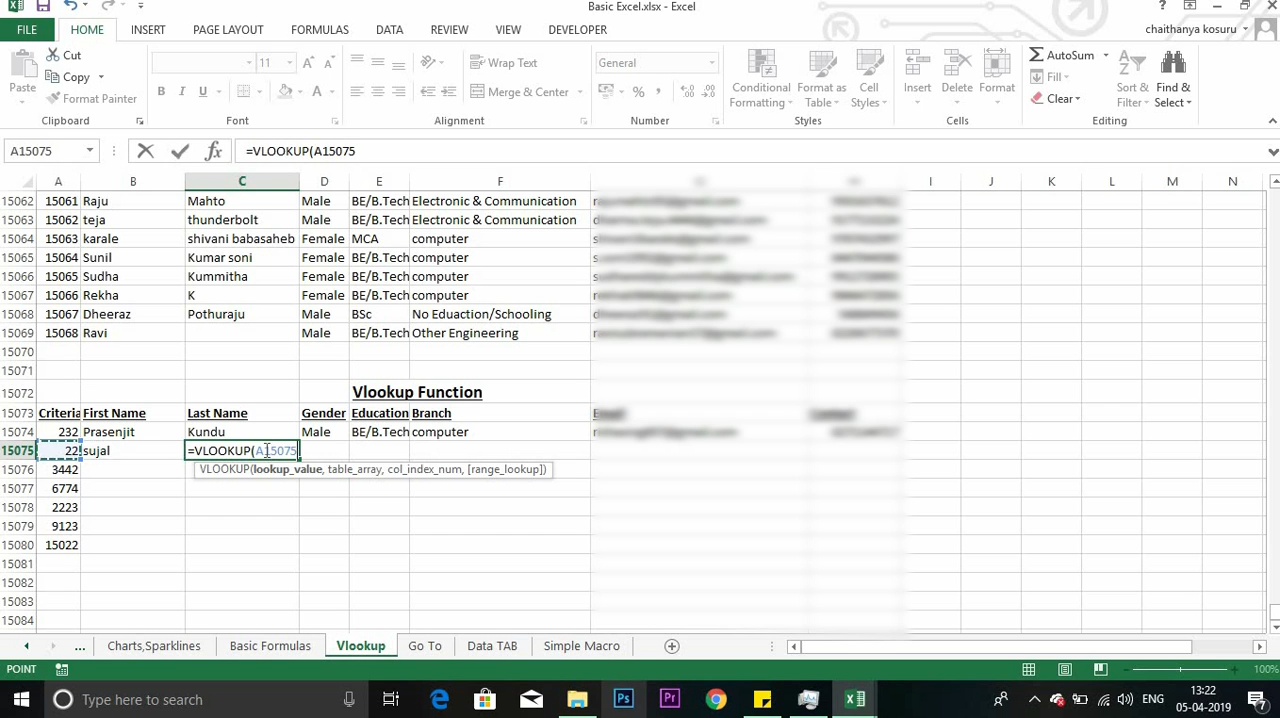 Basic Excel.xlsx - Excel
FILE HOME INSERT PAGE LAYOUT FORMULAS DATA REVIEW VIEW DEVELOPER chaithanya kosuru
Cut
Copy
Format Painter
Paste
Clipboard
11
Font
Wrap Text
Merge & Center
Alignment
General
Number
Conditional Formatting
Format as Table
Cell Styles
Styles
Insert Delete Format
Cells
AutoSum
Fill
Clear
Sort & Filter
Find & Select
Editing
A15075 =VLOOKUP(A15075
A B C D E F I J K L M N
15062 15061 Raju Mahto Male BE/B.Tech Electronic & Communication
15063 15062 teja thunderbolt Male BE/B.Tech Electronic & Communication
15064 15063 karale shivani babasaheb Female MCA computer
15065 15064 Sunil Kumar soni Female BE/B.Tech computer
15066 15065 Sudha Kummitha Female BE/B.Tech computer
15067 15066 Rekha K Female BE/B.Tech computer
15068 15067 Dheeraz Pothuraju Male BSc No Eduaction/Schooling
15069 15068 Ravi Male BE/B.Tech Other Engineering
15070
15071
15072 Vlookup Function
15073 Criteria First Name Last Name Gender Education Branch
15074 232 Prasenjit Kundu Male BE/B.Tech computer
15075 sujal =VLOOKUP(A15075
VLOOKUP(lookup_value, table_array, col_index_num, [range_lookup])
15076 3442
15077 6774
15078 2223
15079 9123
15080 15022
15081
15082
15083
15084
... Charts,Sparklines Basic Formulas Vlookup Go To Data TAB Simple Macro
POINT 100%
Type here to search ENG 13:22
05-04-2019